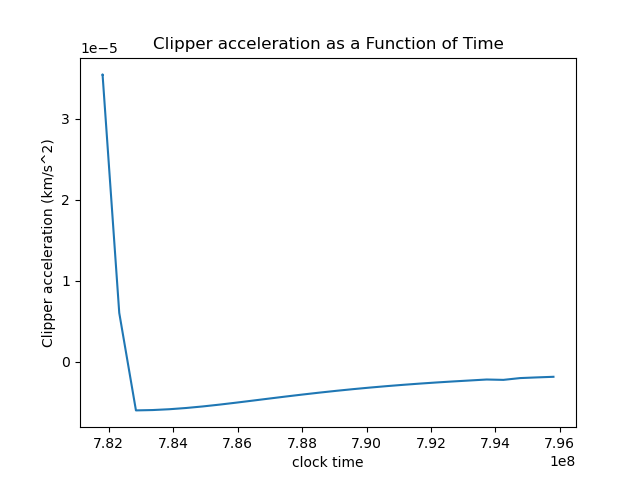 Clipper acceleration as a Function of Time
1e−5
Clipper acceleration (km/s^2)
3
2
1
0
7.82 7.84 7.86 7.88 7.90 7.92 7.94 7.96
1e8
clock time